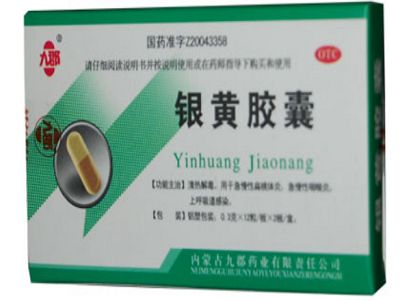 九郡®
国药准字Z20043358
OTC
请仔细阅读说明书并按说明使用或在药师指导下购买和使用
银黄胶囊
Yinhuang Jiaonang
【功能主治】清热解毒。用于急慢性扁桃体炎，急慢性咽喉炎，
上呼吸道感染。
【包　装】铝塑包装。0.3克×12粒/板×2板/盒。
内蒙古九郡药业有限责任公司
NEIMENGGUJIUJUNYAOYEYOUXIANZERENGONGSI